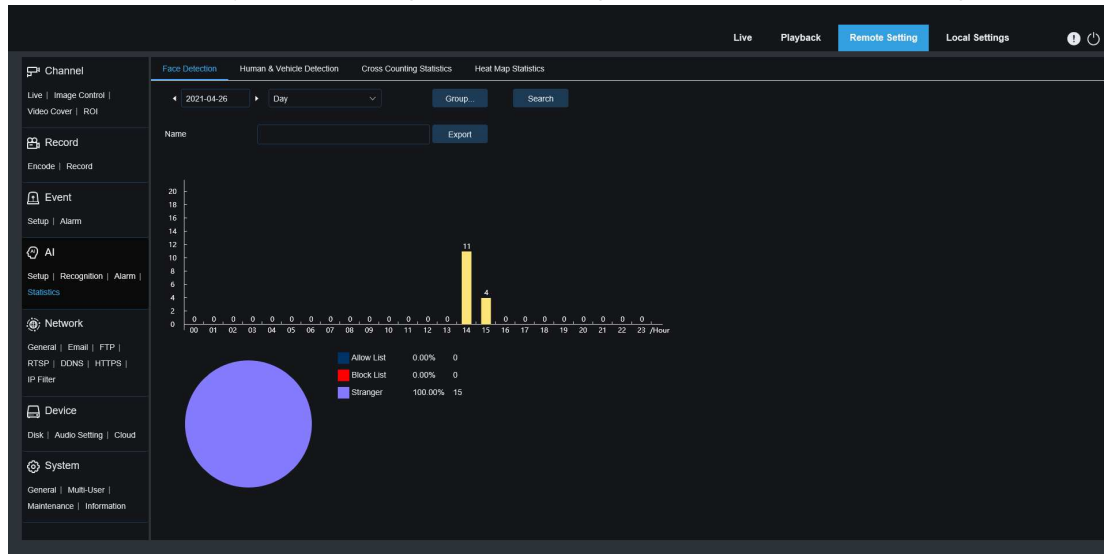 Live Playback Remote Setting Local Settings
Channel
Live | Image Control |
Video Cover | ROI
Record
Encode | Record
Event
Setup | Alarm
AI
Setup | Recognition | Alarm |
Statistics
Network
General | Email | FTP |
RTSP | DDNS | HTTPS |
IP Filter
Device
Disk | Audio Setting | Cloud
System
General | Multi-User |
Maintenance | Information
Face Detection Human & Vehicle Detection Cross Counting Statistics Heat Map Statistics
2021-04-26 Day Group... Search
Name Export
20
18
16
14
12
10
8
6
4
2
0
0 0 0 0 0 0 0 0 0 0 0 0 0 0 11 4 0 0 0 0 0 0 0 0
00 01 02 03 04 05 06 07 08 09 10 11 12 13 14 15 16 17 18 19 20 21 22 23 /Hour
Allow List 0.00% 0
Block List 0.00% 0
Stranger 100.00% 15